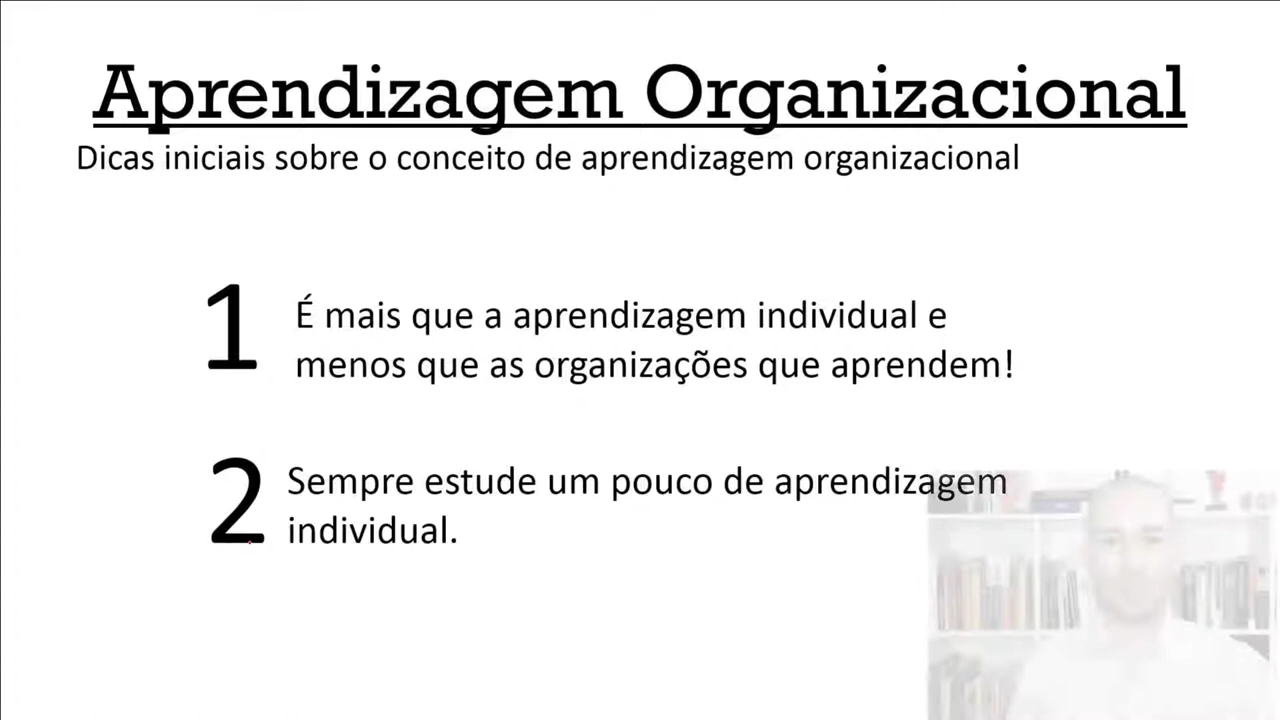 Aprendizagem Organizacional
Dicas iniciais sobre o conceito de aprendizagem organizacional
1
É mais que a aprendizagem individual e
menos que as organizações que aprendem!
2
Sempre estude um pouco de aprendizagem
individual.